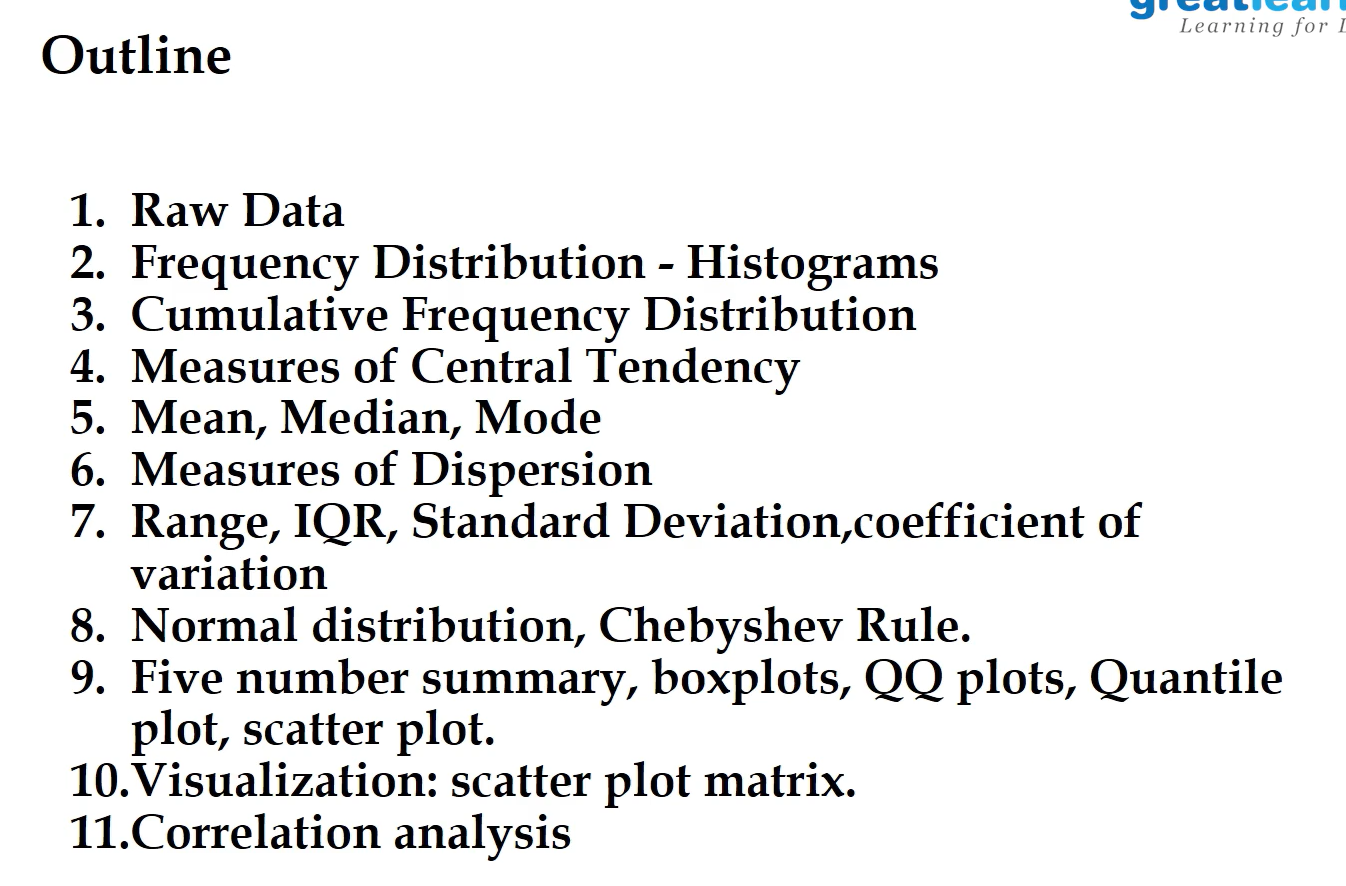 Learning for
Outline
1. Raw Data
2. Frequency Distribution - Histograms
3. Cumulative Frequency Distribution
4. Measures of Central Tendency
5. Mean, Median, Mode
6. Measures of Dispersion
7. Range, IQR, Standard Deviation,coefficient of
variation
8. Normal distribution, Chebyshev Rule.
9. Five number summary, boxplots, QQ plots, Quantile
plot, scatter plot.
10.Visualization: scatter plot matrix.
11.Correlation analysis